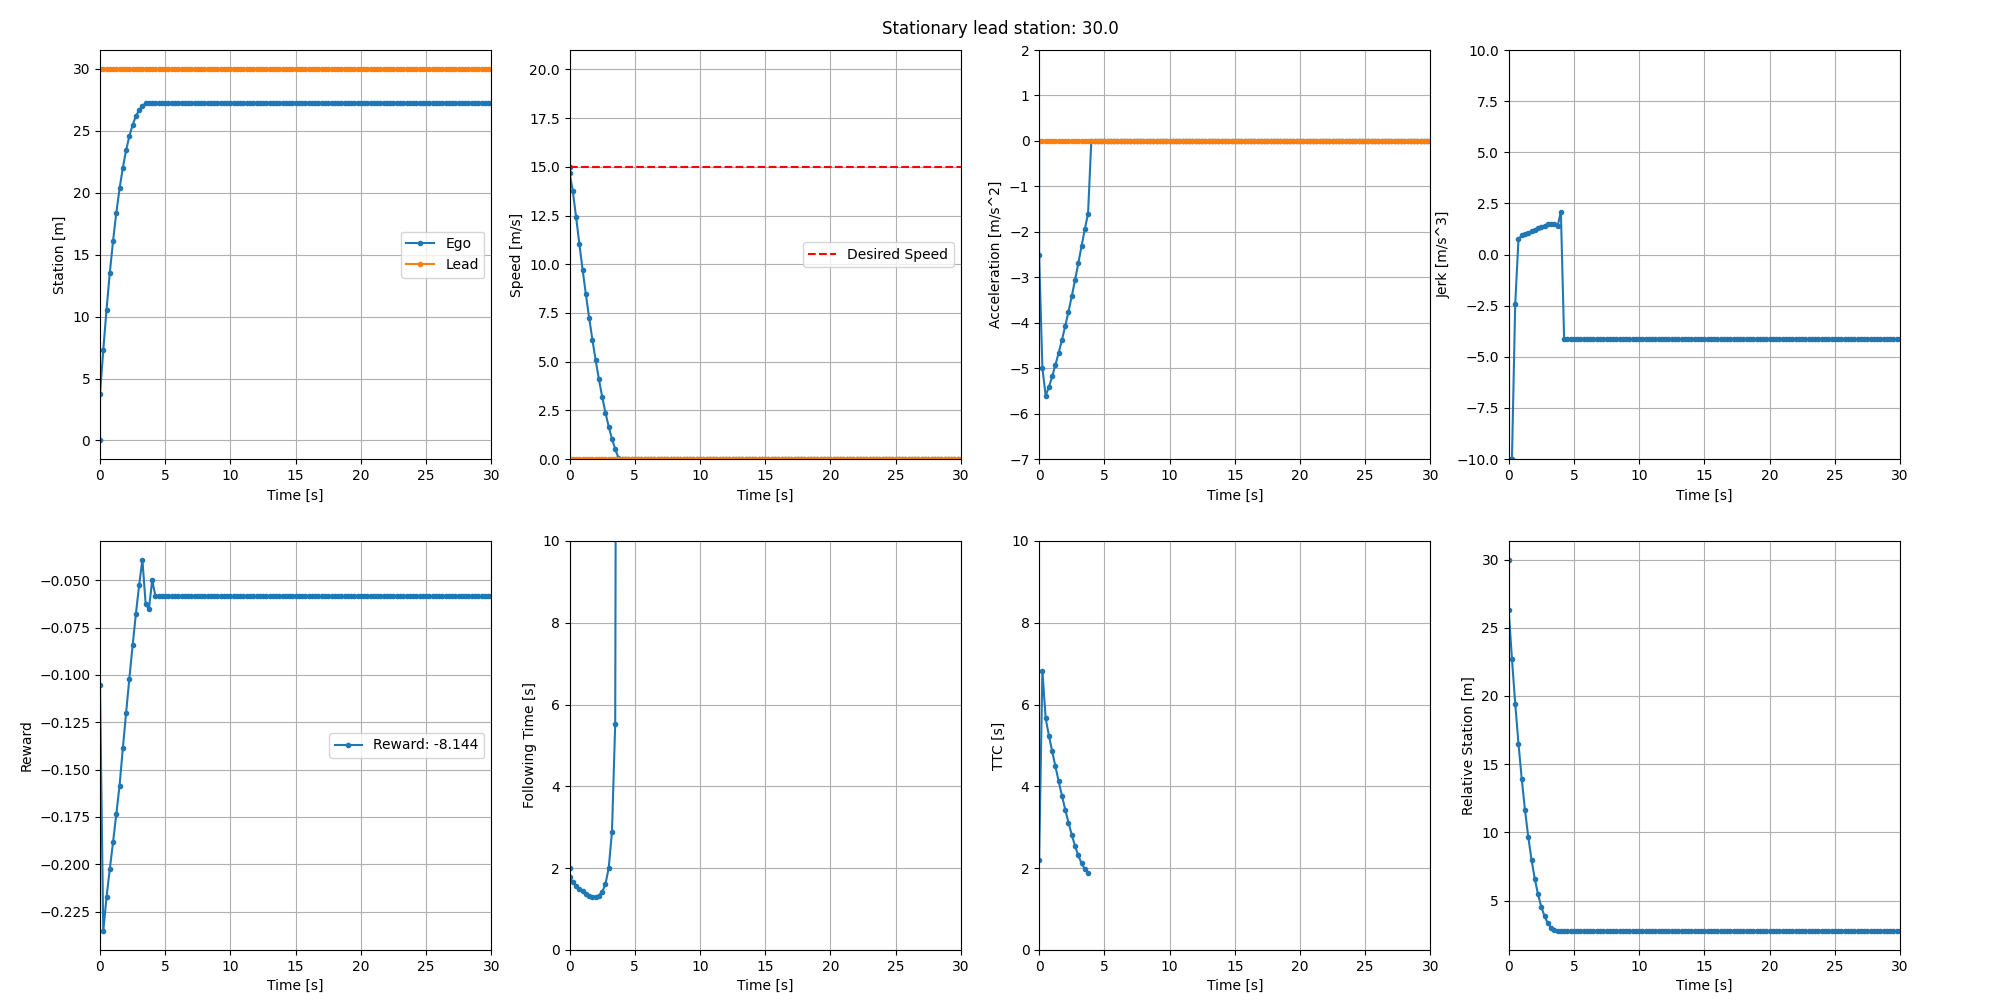 Stationary lead station: 30.0
Station [m]
30
25
20
15
10
5
0
Ego
Lead
0 5 10 15 20 25 30
Time [s]
Speed [m/s]
20.0
17.5
15.0
12.5
10.0
7.5
5.0
2.5
0.0
Desired Speed
0 5 10 15 20 25 30
Time [s]
Acceleration [m/s^2]
2
1
0
−1
−2
−3
−4
−5
−6
−7
0 5 10 15 20 25 30
Time [s]
Jerk [m/s^3]
10.0
7.5
5.0
2.5
0.0
−2.5
−5.0
−7.5
−10.0
0 5 10 15 20 25 30
Time [s]
Reward
−0.050
−0.075
−0.100
−0.125
−0.150
−0.175
−0.200
−0.225
Reward: -8.144
0 5 10 15 20 25 30
Time [s]
Following Time [s]
10
8
6
4
2
0
0 5 10 15 20 25 30
Time [s]
TTC [s]
10
8
6
4
2
0
0 5 10 15 20 25 30
Time [s]
Relative Station [m]
30
25
20
15
10
5
0 5 10 15 20 25 30
Time [s]